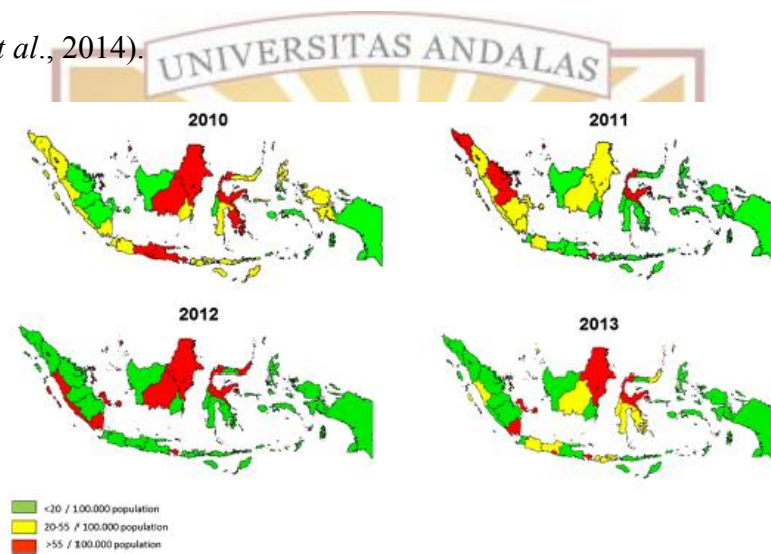 et al., 2014).
UNIVERSITAS ANDALAS
2010
2011
2012
2013
<20 / 100.000 population
20-55 / 100.000 population
>55 / 100.000 population